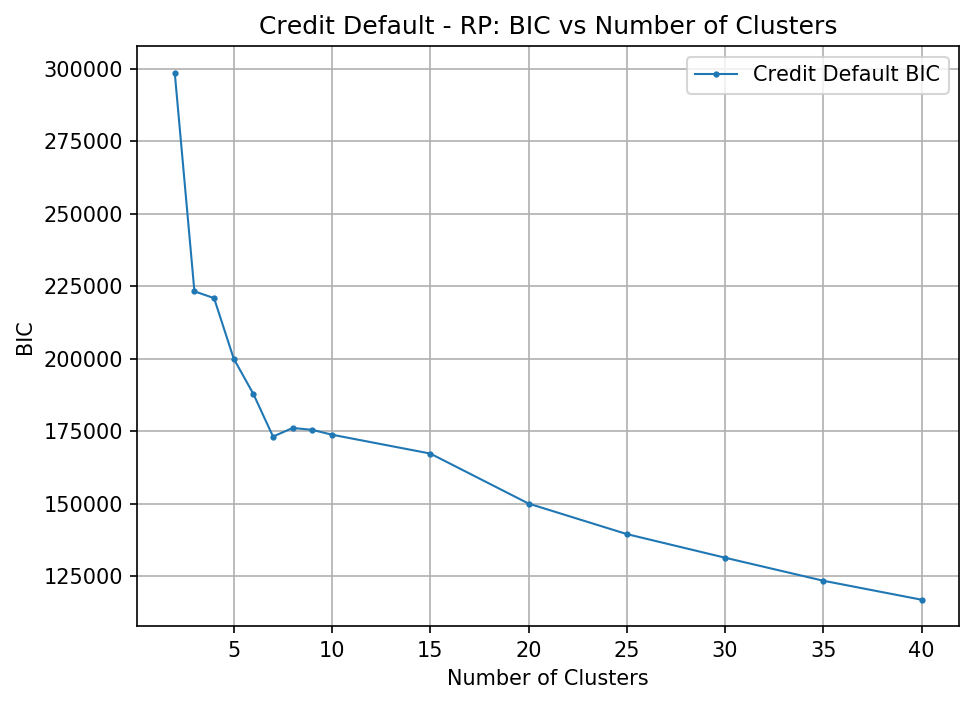 Credit Default - RP: BIC vs Number of Clusters
Credit Default BIC
300000
275000
250000
225000
200000
175000
150000
125000
BIC
5 10 15 20 25 30 35 40
Number of Clusters